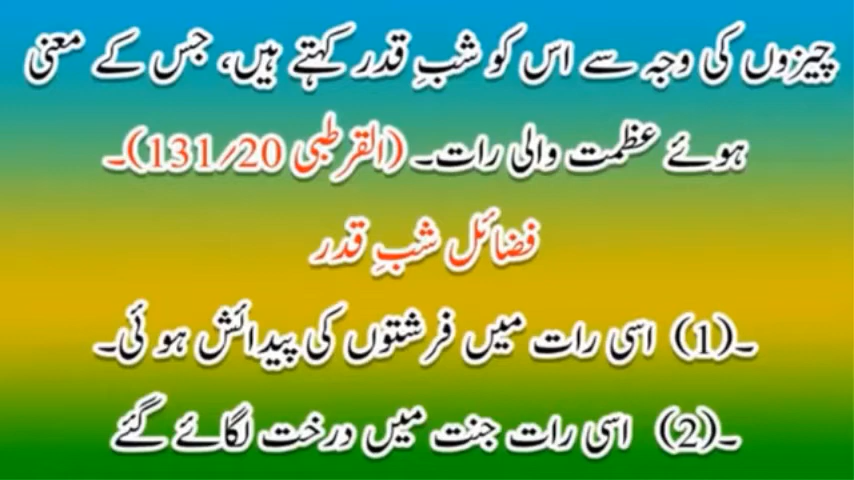 چیزوں کی وجہ سے اس کو شبِ قدر کہتے ہیں، جس کے معنی
ہوئے عظمت والی رات۔ (القرطبی 131/20)۔
فضائل شبِ قدر
۔(1) اسی رات میں فرشتوں کی پیدائش ہوئی۔
۔(2) اسی رات جنت میں درخت لگائے گئے